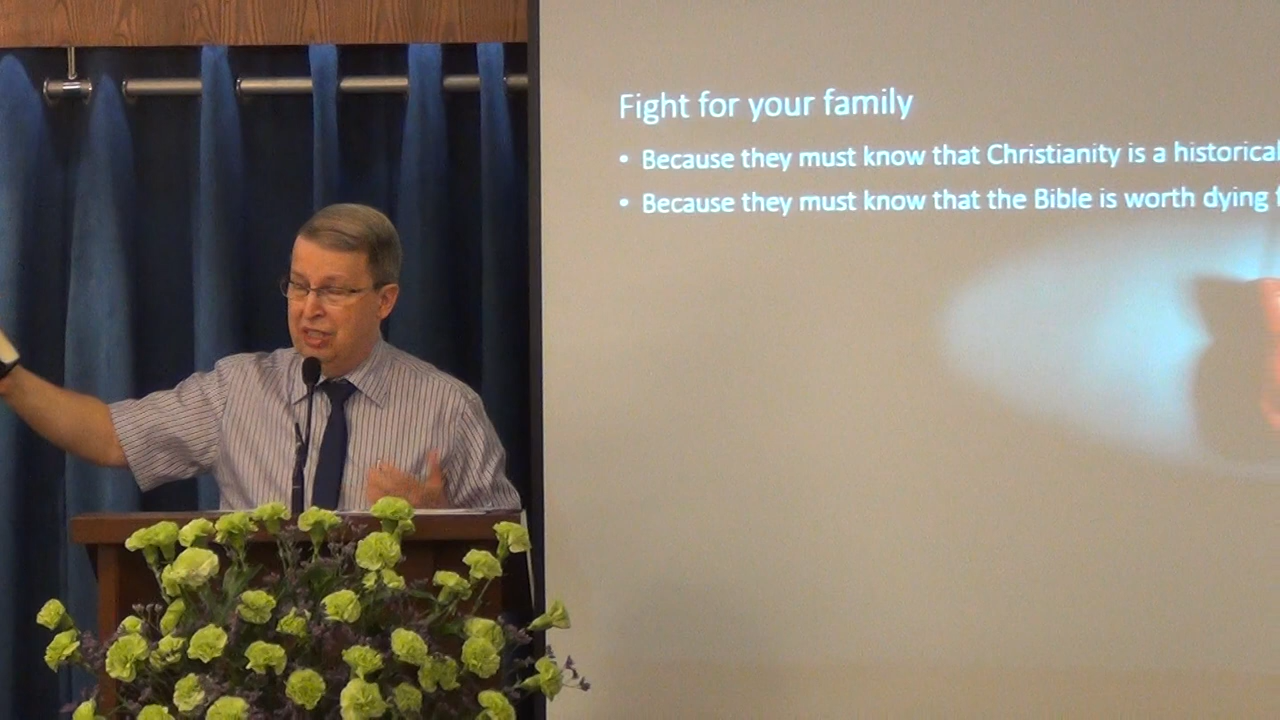 Fight for your family
• Because they must know that Christianity is a historical
• Because they must know that the Bible is worth dying